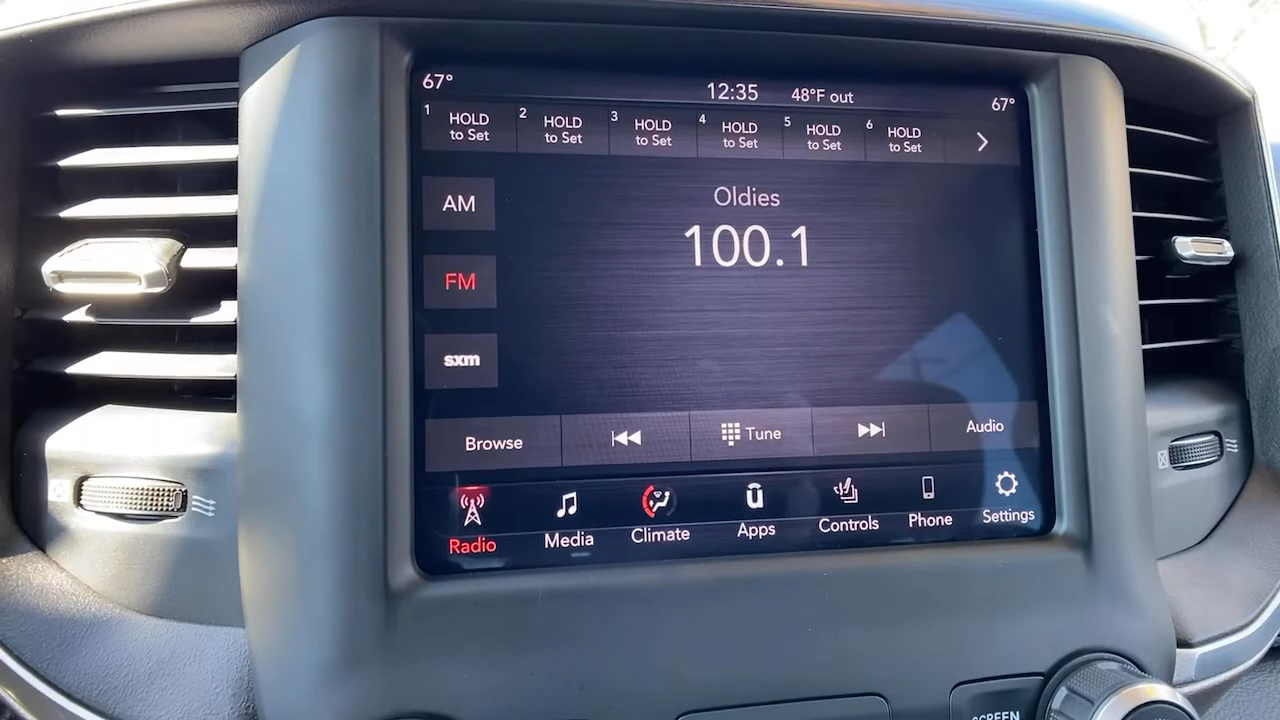 67° 12:35 48°F out 67°
1 HOLD to Set
2 HOLD to Set
3 HOLD to Set
4 HOLD to Set
5 HOLD to Set
6 HOLD to Set
AM
Oldies
100.1
FM
sxm
Browse Tune Audio
Radio Media Climate Apps Controls Phone Settings
SCREEN